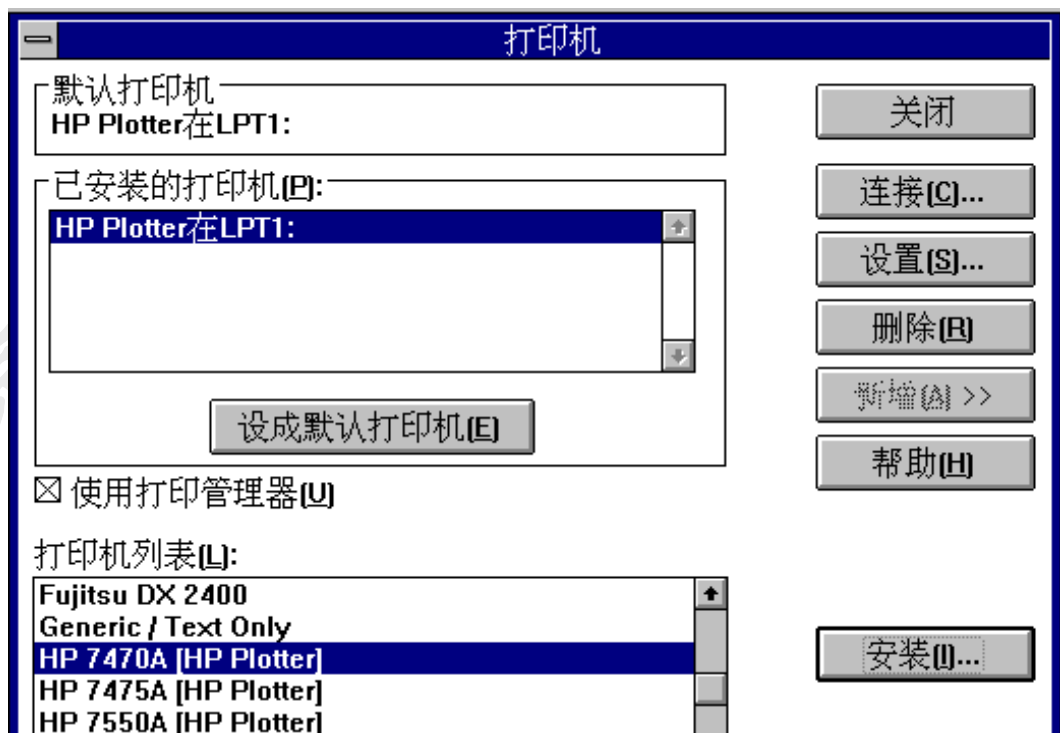 打印机
默认打印机
HP Plotter在LPT1:
关闭
已安装的打印机(P):
HP Plotter在LPT1:
连接(C)...
设置(S)...
删除(R)
新增(A) >>
设成默认打印机(E)
帮助(H)
使用打印管理器(U)
打印机列表(L):
Fujitsu DX 2400
Generic / Text Only
HP 7470A [HP Plotter]
HP 7475A [HP Plotter]
HP 7550A [HP Plotter]
安装(I)...